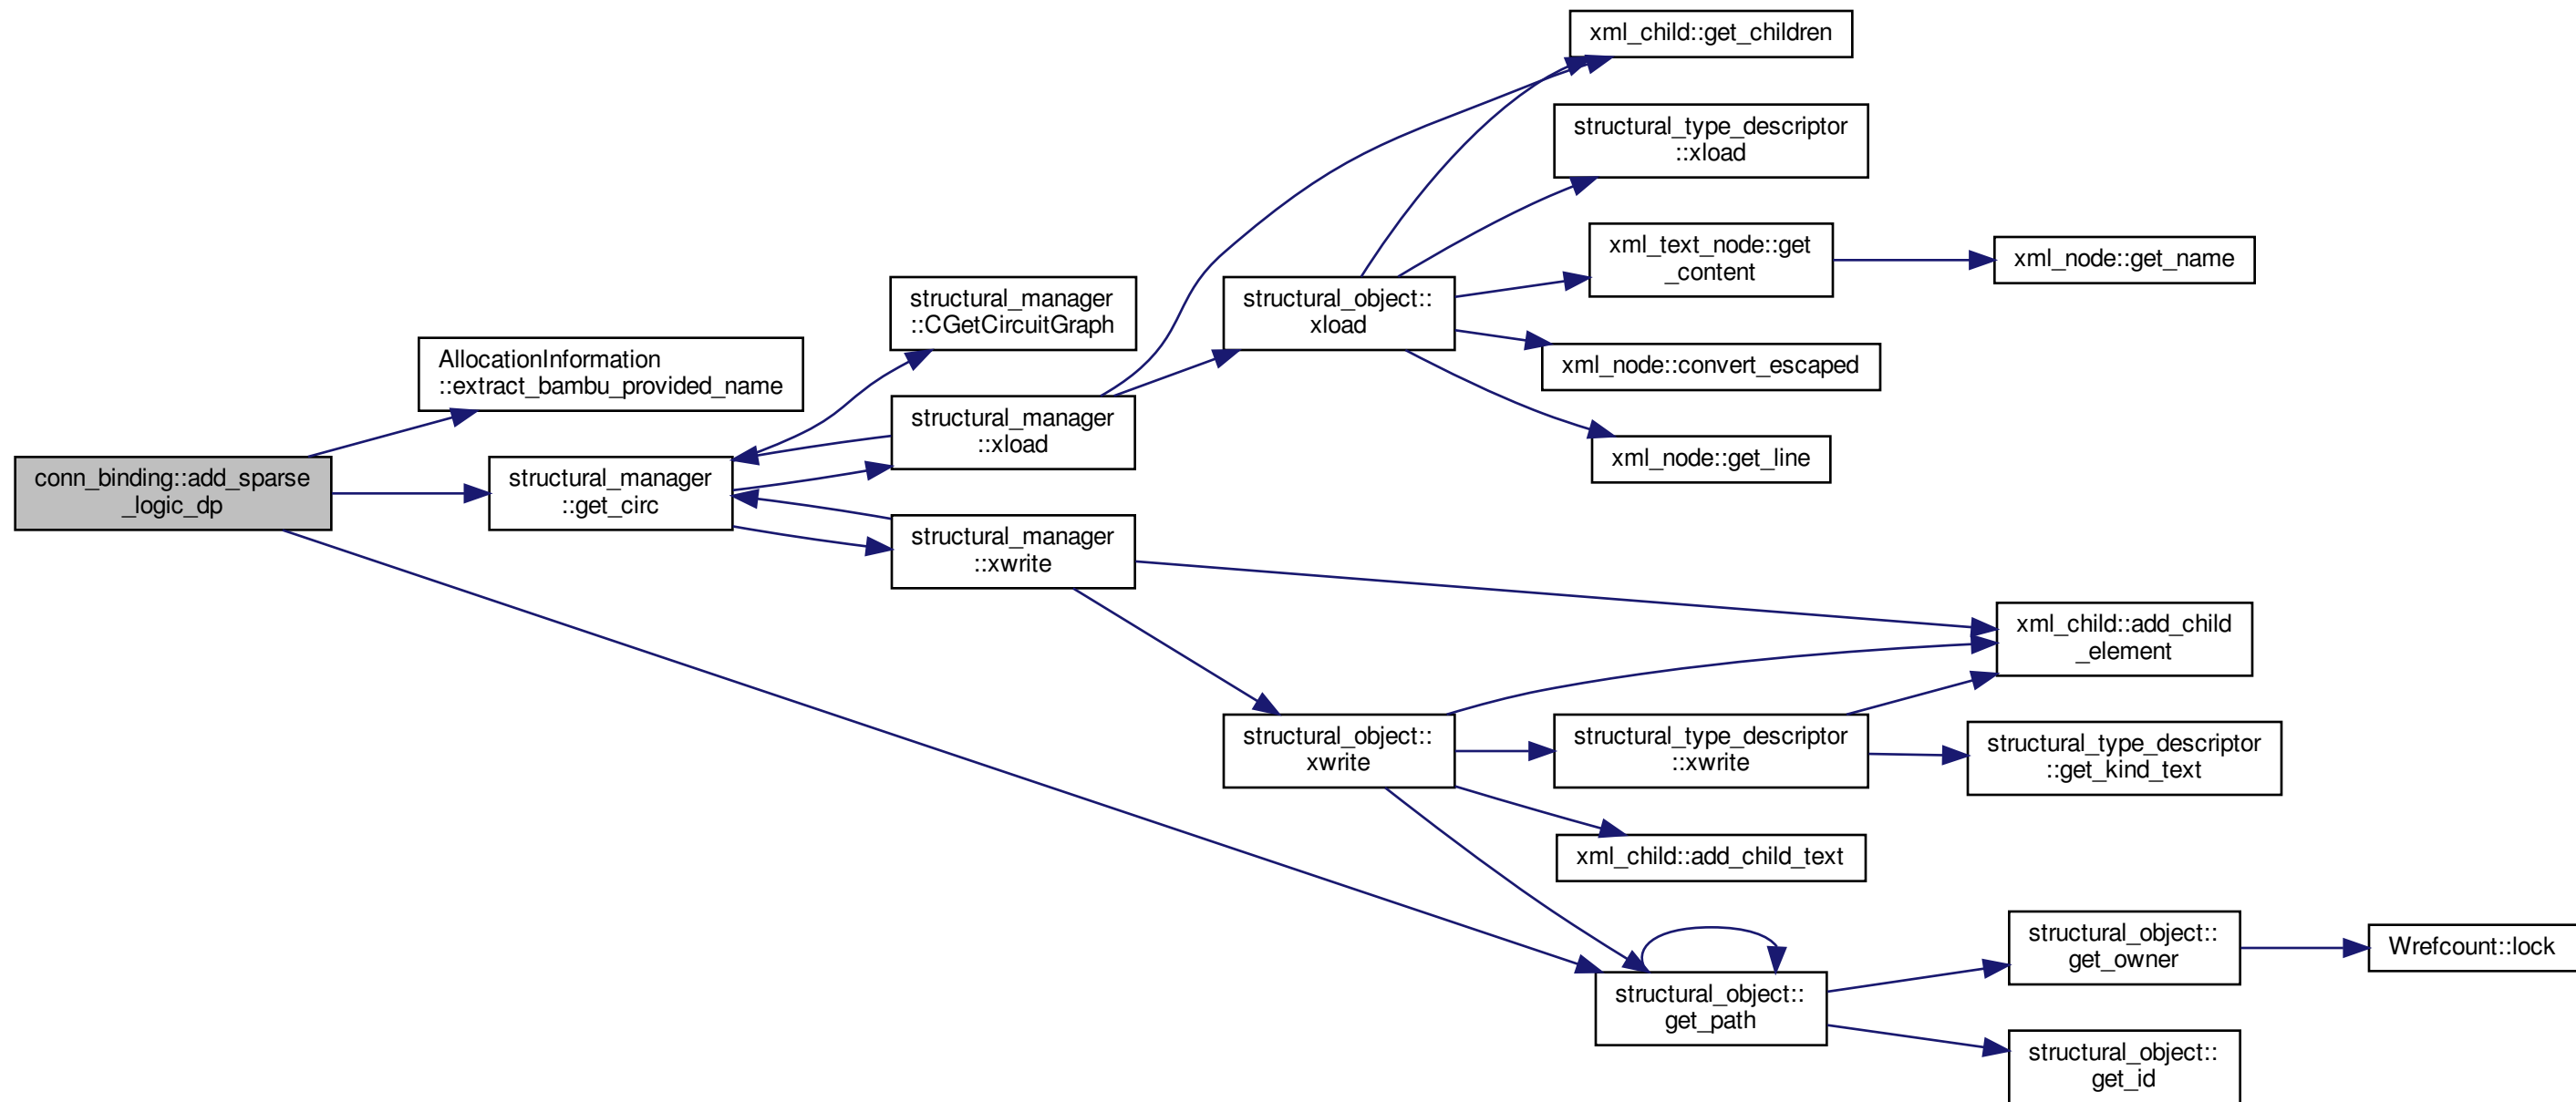 conn_binding::add_sparse
_logic_dp
AllocationInformation
::extract_bambu_provided_name
structural_manager
::get_circ
structural_manager
::CGetCircuitGraph
structural_manager
::xload
structural_manager
::xwrite
structural_object::
xload
structural_object::
xwrite
xml_child::get_children
structural_type_descriptor
::xload
xml_text_node::get
_content
xml_node::convert_escaped
xml_node::get_line
structural_type_descriptor
::xwrite
xml_child::add_child_text
structural_object::
get_path
xml_node::get_name
xml_child::add_child
_element
structural_type_descriptor
::get_kind_text
structural_object::
get_owner
structural_object::
get_id
Wrefcount::lock